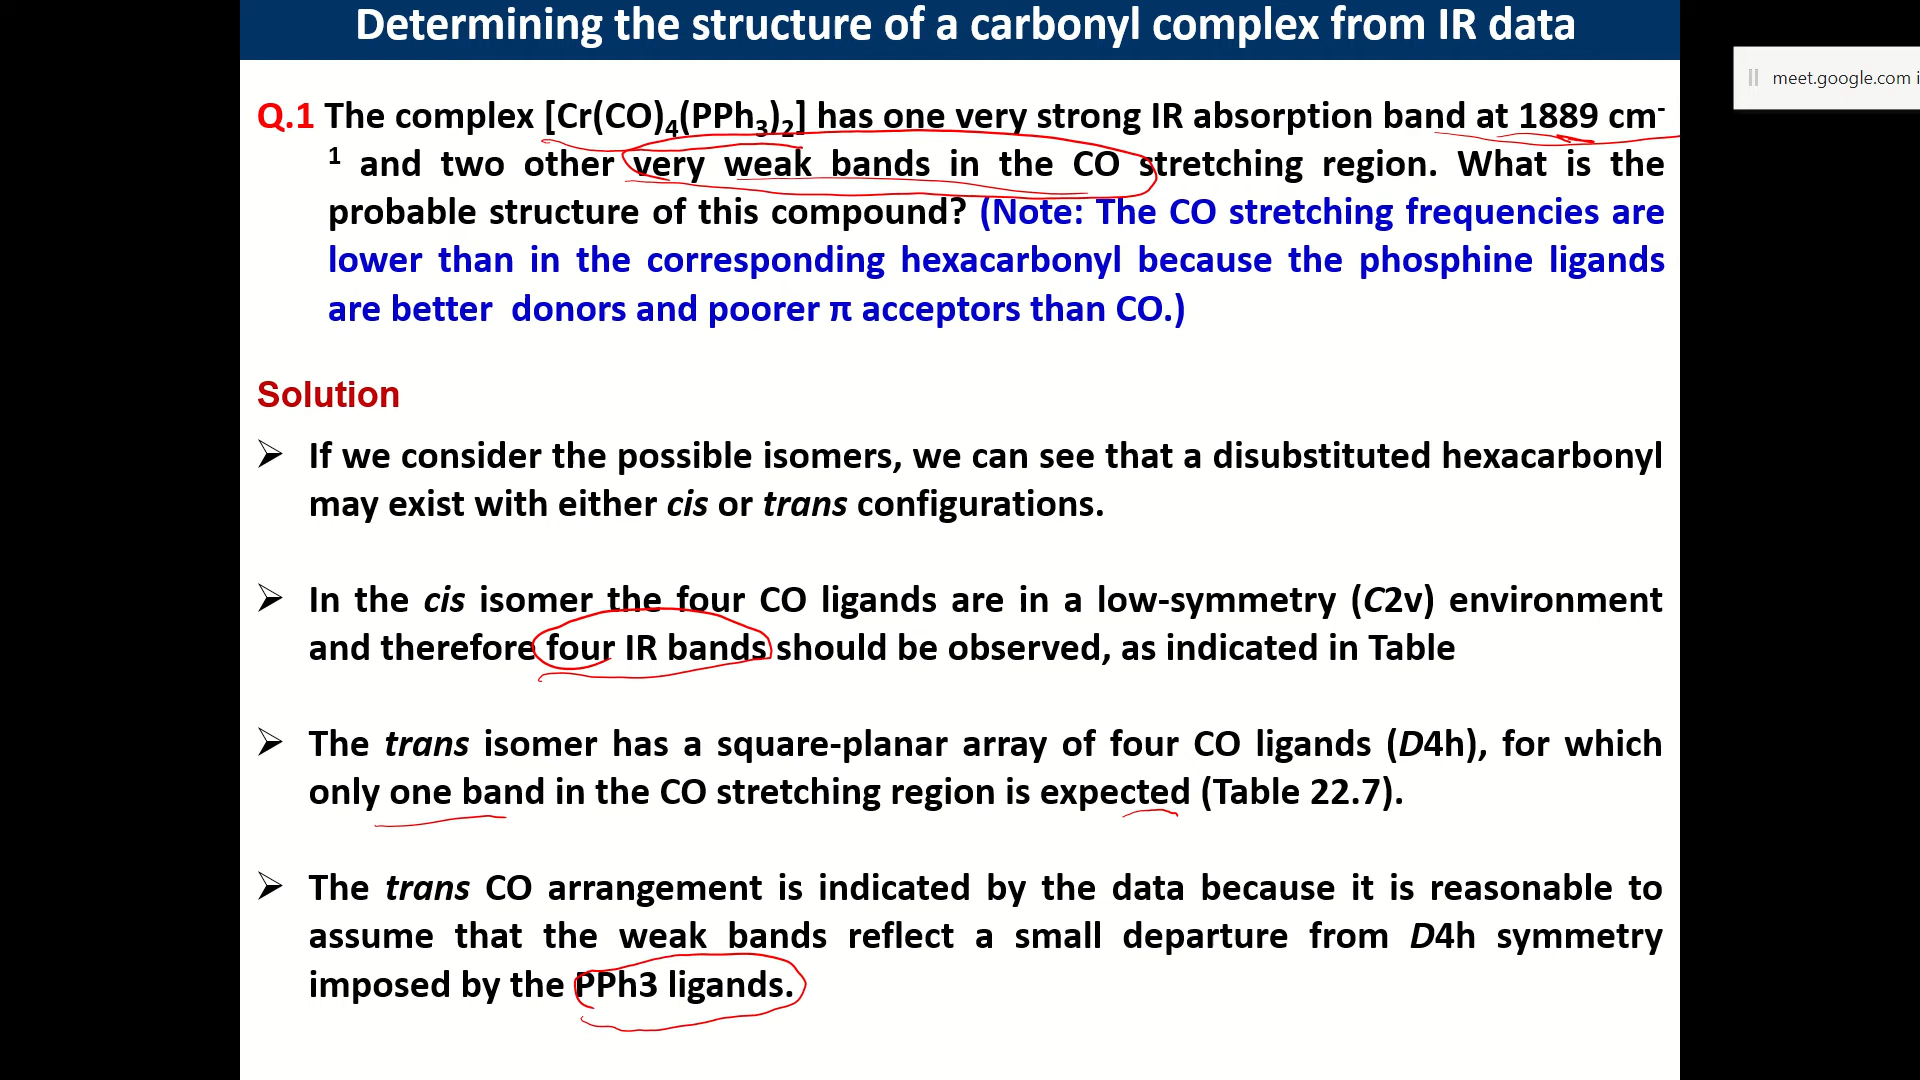 Determining the structure of a carbonyl complex from IR data
meet.google.com i
Q.1 The complex [Cr(CO)₄(PPh₃)₂] has one very strong IR absorption band at 1889 cm⁻
¹ and two other very weak bands in the CO stretching region. What is the
probable structure of this compound? (Note: The CO stretching frequencies are
lower than in the corresponding hexacarbonyl because the phosphine ligands
are better donors and poorer π acceptors than CO.)
Solution
➢ If we consider the possible isomers, we can see that a disubstituted hexacarbonyl
may exist with either cis or trans configurations.
➢ In the cis isomer the four CO ligands are in a low-symmetry (C2v) environment
and therefore four IR bands should be observed, as indicated in Table
➢ The trans isomer has a square-planar array of four CO ligands (D4h), for which
only one band in the CO stretching region is expected (Table 22.7).
➢ The trans CO arrangement is indicated by the data because it is reasonable to
assume that the weak bands reflect a small departure from D4h symmetry
imposed by the PPh3 ligands.